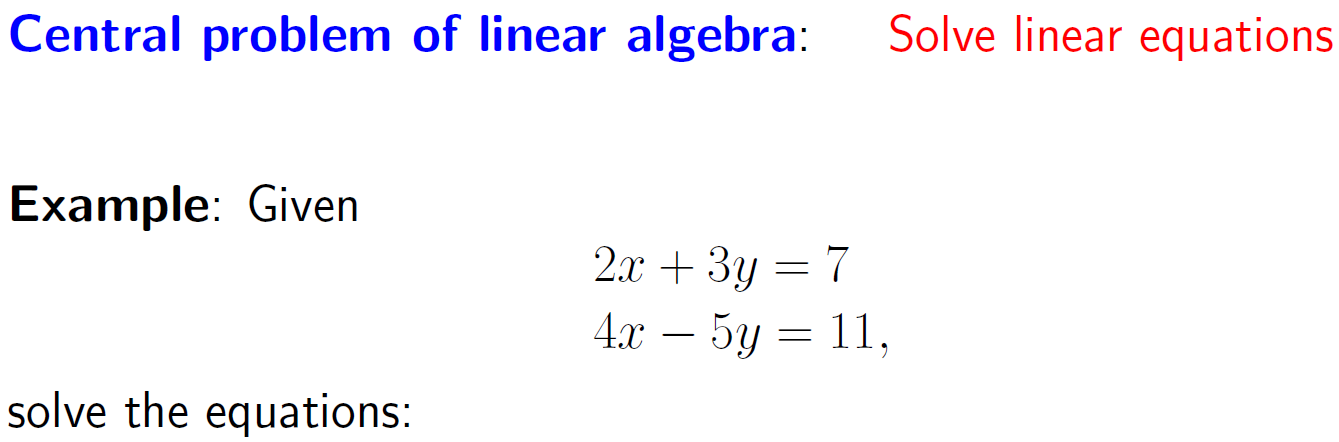 Central problem of linear algebra: Solve linear equations
Example: Given
2x + 3y = 7
4x − 5y = 11,
solve the equations: